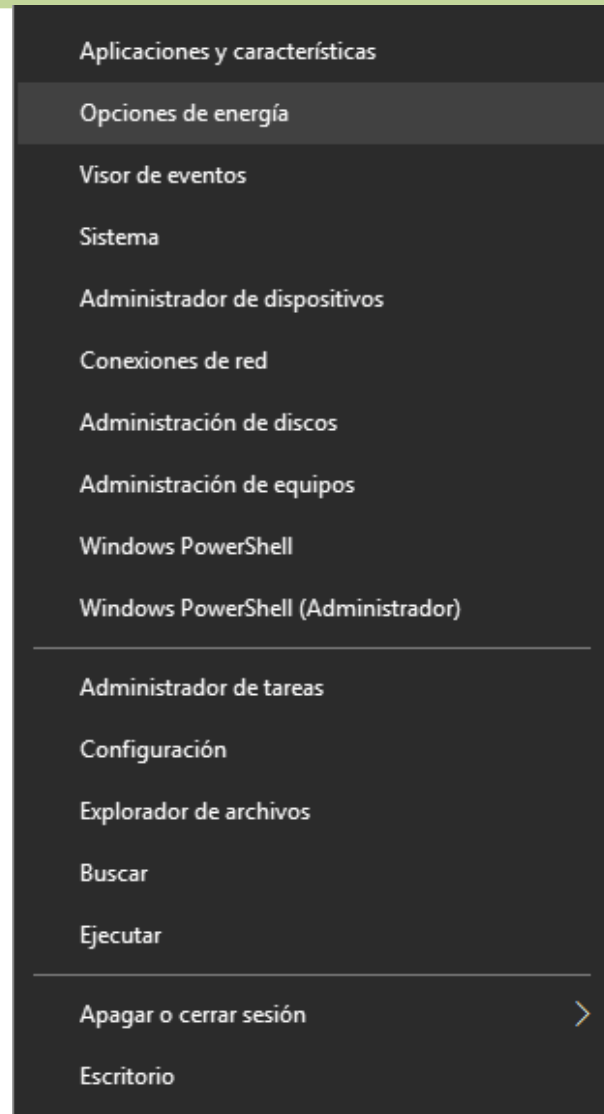 Aplicaciones y características
Opciones de energía
Visor de eventos
Sistema
Administrador de dispositivos
Conexiones de red
Administración de discos
Administración de equipos
Windows PowerShell
Windows PowerShell (Administrador)
Administrador de tareas
Configuración
Explorador de archivos
Buscar
Ejecutar
Apagar o cerrar sesión
Escritorio